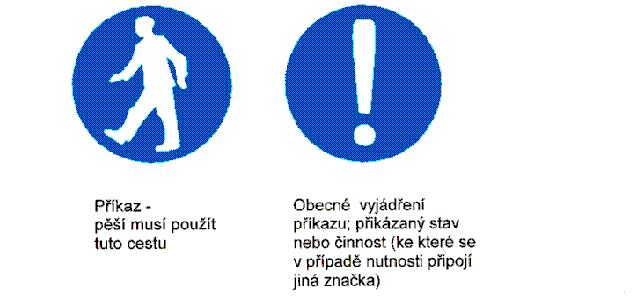 Příkaz -
pěší musí použít
tuto cestu
Obecné vyjádření
příkazu; přikázaný stav
nebo činnost (ke které se
v případě nutnosti připojí
jiná značka)